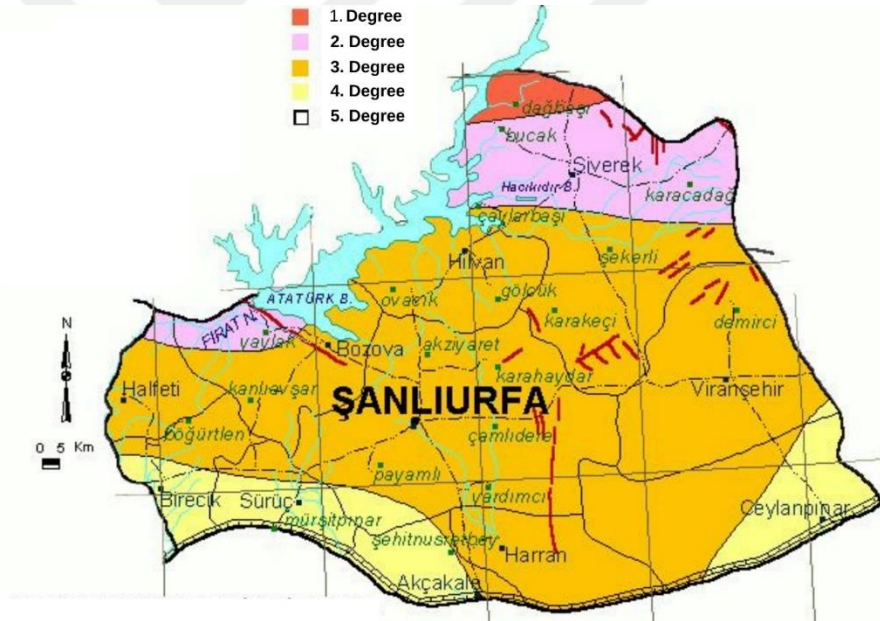 1. Degree
2. Degree
3. Degree
4. Degree
5. Degree
dağbaşı
bucak
Siverek
Hacıkıdır B.
karacadağ
çaylarbaşı
Hilvan
şekerli
ATATÜRK B.
ovacık
gölcük
FIRAT N.
yaylak
karakeçi
demirci
N
Bozova
akziyaret
karahaydar
Halfeti
kanlıavşar
Viranşehir
ŞANLIURFA
böğürtlen
çamlıdere
0 5 Km
payamlı
Birecik
Sürüç
yardımcı
Ceylanpınar
mürşitpınar
şehitnusretbey
Harran
Akçakale